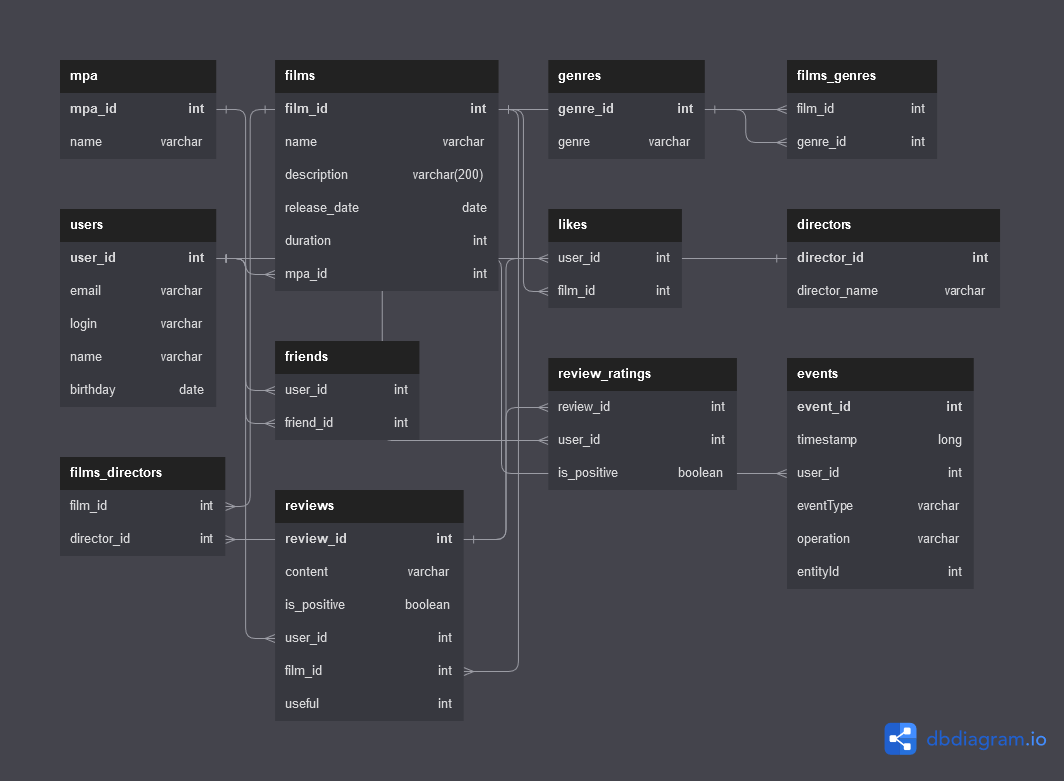 mpa
mpa_id int
name varchar
films
film_id int
name varchar
description varchar(200)
release_date date
duration int
mpa_id int
genres
genre_id int
genre varchar
films_genres
film_id int
genre_id int
users
user_id int
email varchar
login varchar
name varchar
birthday date
likes
user_id int
film_id int
directors
director_id int
director_name varchar
friends
user_id int
friend_id int
review_ratings
review_id int
user_id int
is_positive boolean
events
event_id int
timestamp long
user_id int
eventType varchar
operation varchar
entityId int
films_directors
film_id int
director_id int
reviews
review_id int
content varchar
is_positive boolean
user_id int
film_id int
useful int
dbdiagram.io